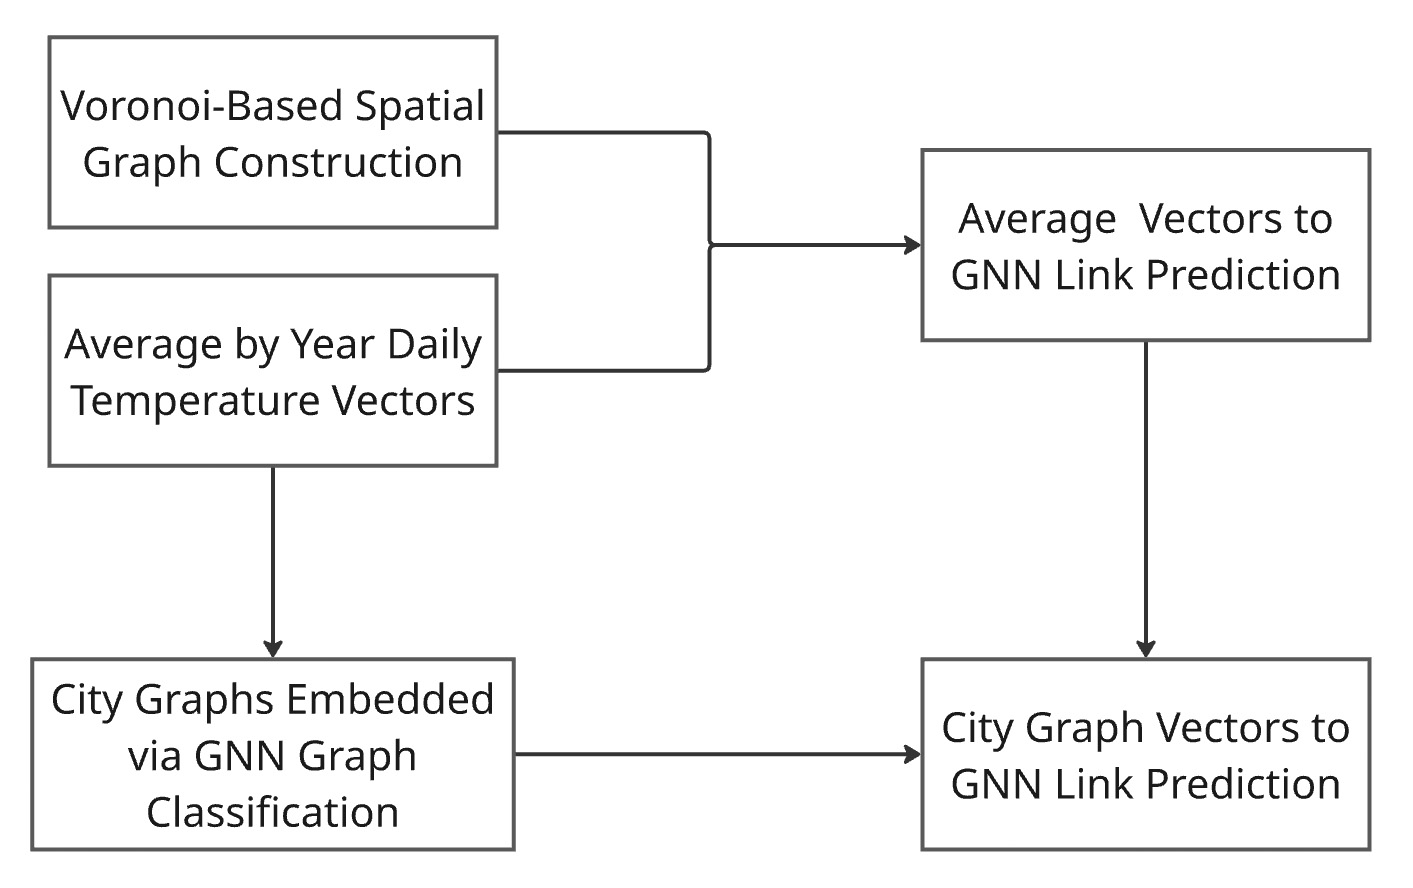 Voronoi-Based Spatial
Graph Construction
Average by Year Daily
Temperature Vectors
Average  Vectors to
GNN Link Prediction
City Graphs Embedded
via GNN Graph
Classification
City Graph Vectors to
GNN Link Prediction